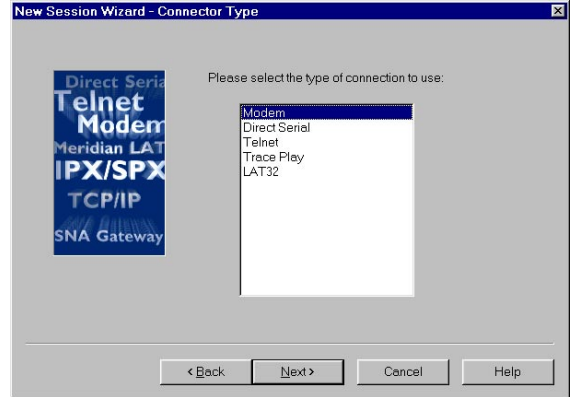 New Session Wizard - Connector Type
Please select the type of connection to use:
Direct Seria
Telnet
Modem
Meridian LAT
IPX/SPX
TCP/IP
SNA Gateway
Modem
Direct Serial
Telnet
Trace Play
LAT32
< Back
Next >
Cancel
Help